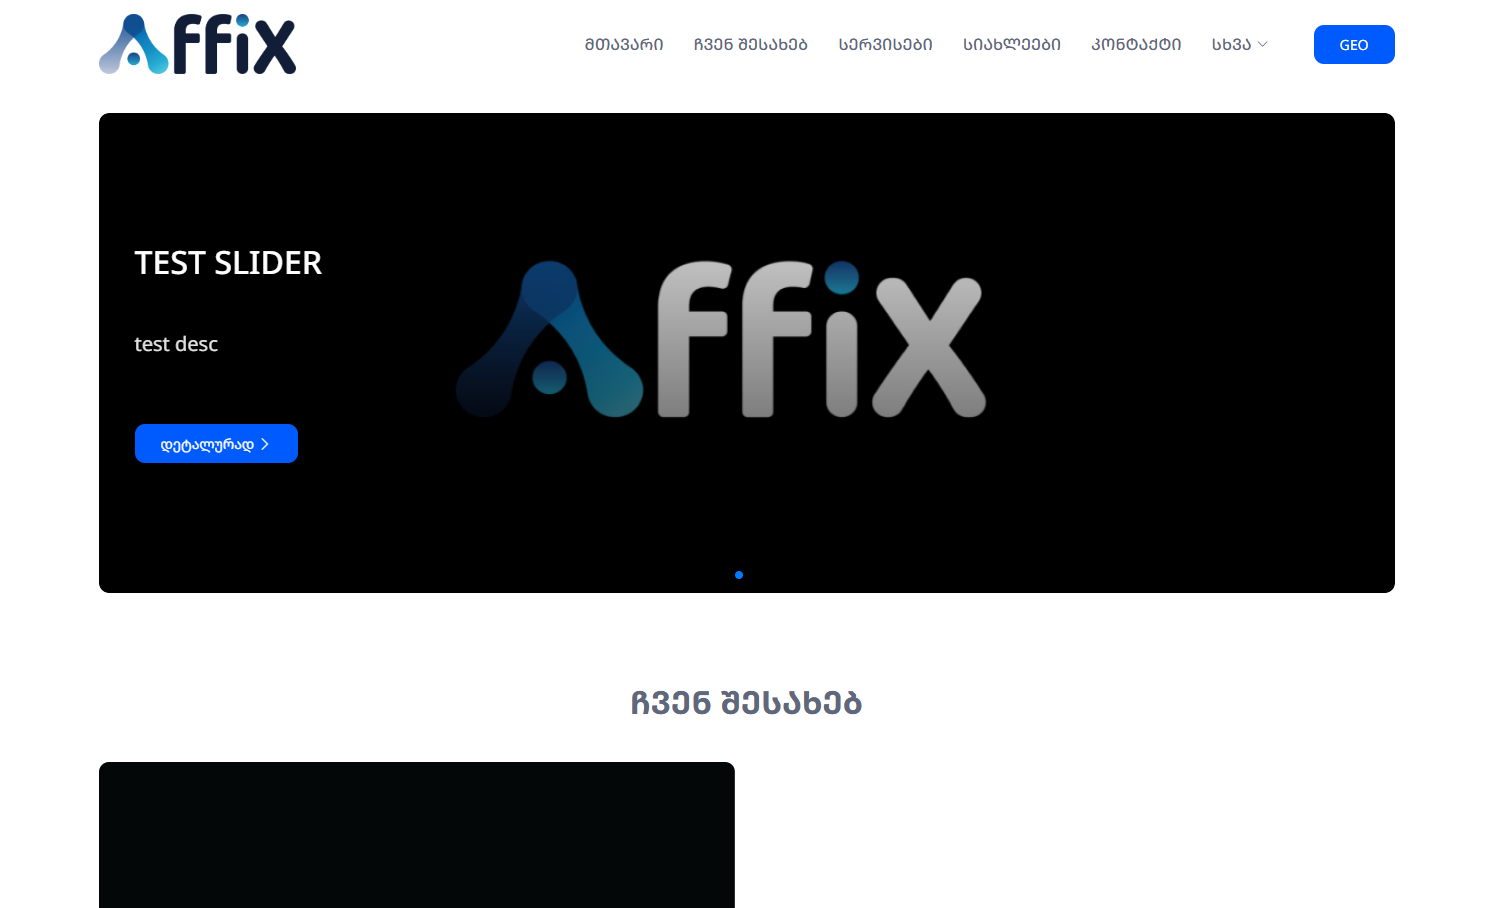 Affix
მთავარი
ჩვენ შესახებ
სერვისები
სიახლეები
კონტაქტი
სხვა
GEO
TEST SLIDER
Affix
test desc
დეტალურად
ჩვენ შესახებ